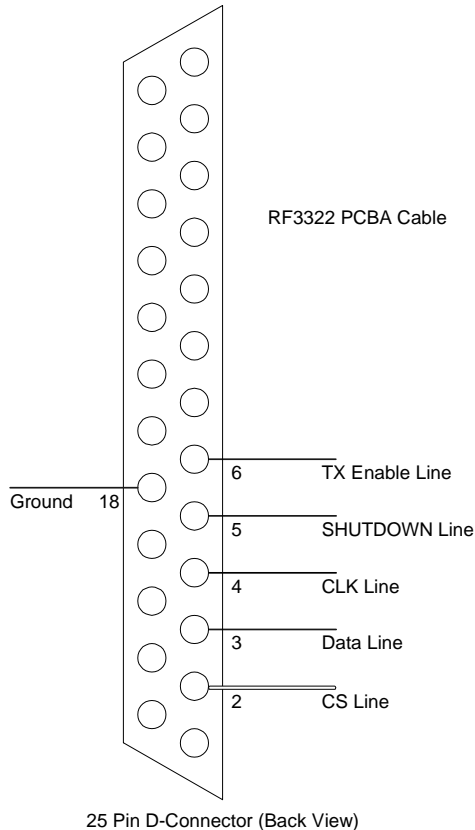 RF3322 PCBA Cable
6 TX Enable Line
Ground 18
5 SHUTDOWN Line
4 CLK Line
3 Data Line
2 CS Line
25 Pin D-Connector (Back View)